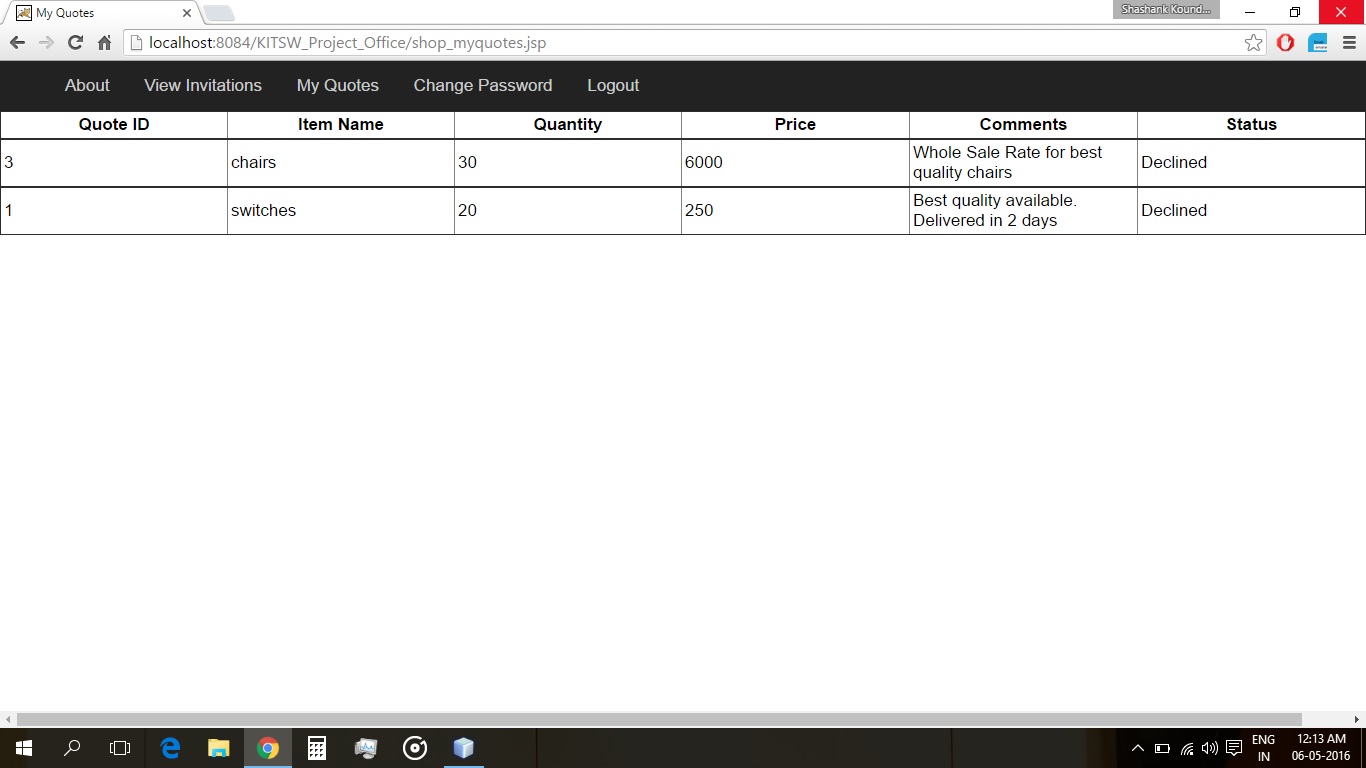 My Quotes
Shashank Kound...
localhost:8084/KITSW_Project_Office/shop_myquotes.jsp
About View Invitations My Quotes Change Password Logout
Quote ID Item Name Quantity Price Comments Status
3 chairs 30 6000 Whole Sale Rate for best Declined
quality chairs
1 switches 20 250 Best quality available. Declined
Delivered in 2 days
ENG 12:13 AM
IN 06-05-2016